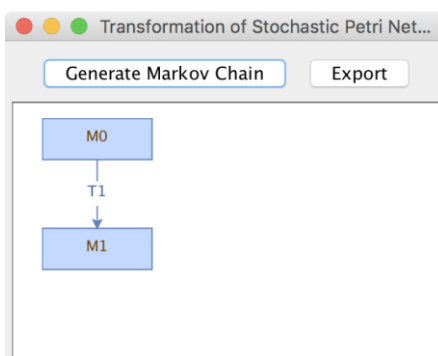 Transformation of Stochastic Petri Net...
Generate Markov Chain Export
M0
T1
M1